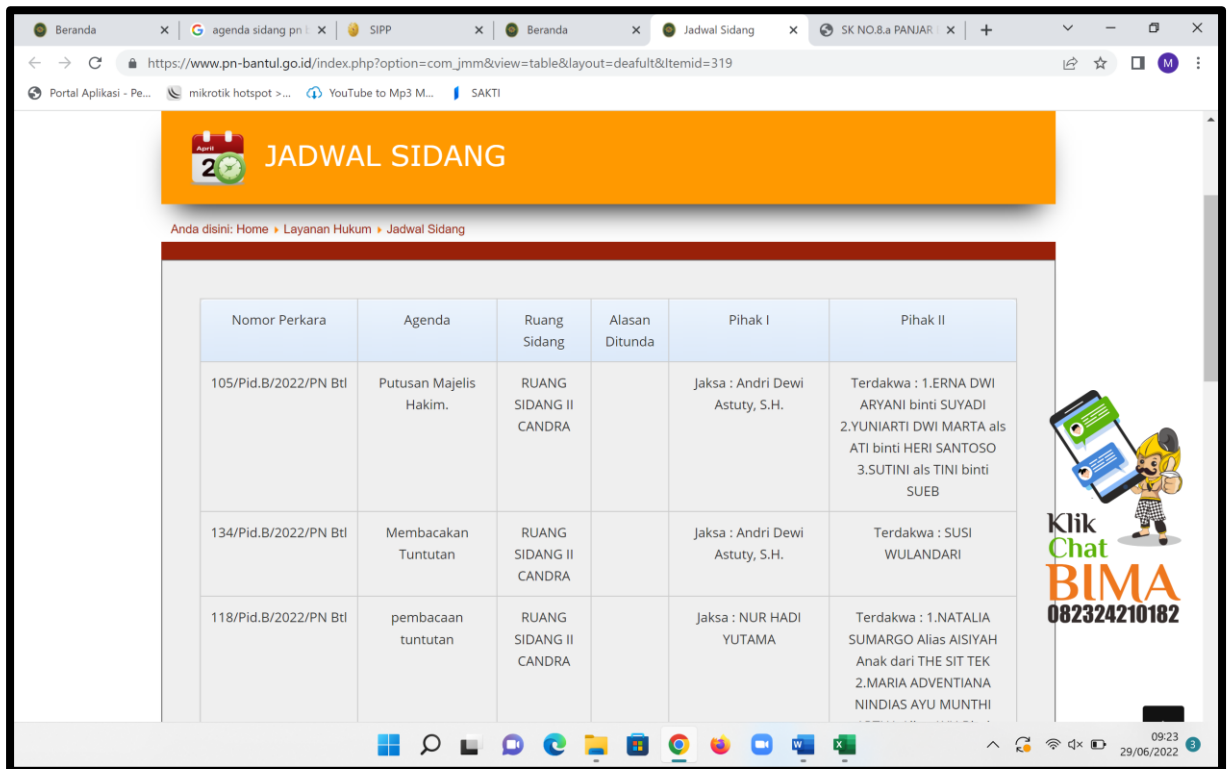 Beranda
agenda sidang pn b
SIPP
Beranda
Jadwal Sidang
SK NO.8.a PANJAR
https://www.pn-bantul.go.id/index.php?option=com_jmm&view=table&layout=deafult&Itemid=319
M
Portal Aplikasi - Pe...
mikrotik hotspot >...
YouTube to Mp3 M...
SAKTI
April
2
JADWAL SIDANG
Anda disini: Home
Layanan Hukum
Jadwal Sidang
Nomor Perkara
Agenda
Ruang
Sidang
Alasan
Ditunda
Pihak I
Pihak II
105/Pid.B/2022/PN Btl
Putusan Majelis
Hakim.
RUANG
SIDANG II
CANDRA
Jaksa : Andri Dewi
Astuty, S.H.
Terdakwa : 1.ERNA DWI
ARYANI binti SUYADI
2.YUNIARTI DWI MARTA als
ATI binti HERI SANTOSO
3.SUTINI als TINI binti
SUEB
134/Pid.B/2022/PN Btl
Membacakan
Tuntutan
RUANG
SIDANG II
CANDRA
Jaksa : Andri Dewi
Astuty, S.H.
Terdakwa : SUSI
WULANDARI
118/Pid.B/2022/PN Btl
pembacaan
tuntutan
RUANG
SIDANG II
CANDRA
Jaksa : NUR HADI
YUTAMA
Terdakwa : 1.NATALIA
SUMARGO Alias AISIYAH
Anak dari THE SIT TEK
2.MARIA ADVENTIANA
NINDIAS AYU MUNTHI
Klik
Chat
BIMA
082324210182
09:23
29/06/2022
3